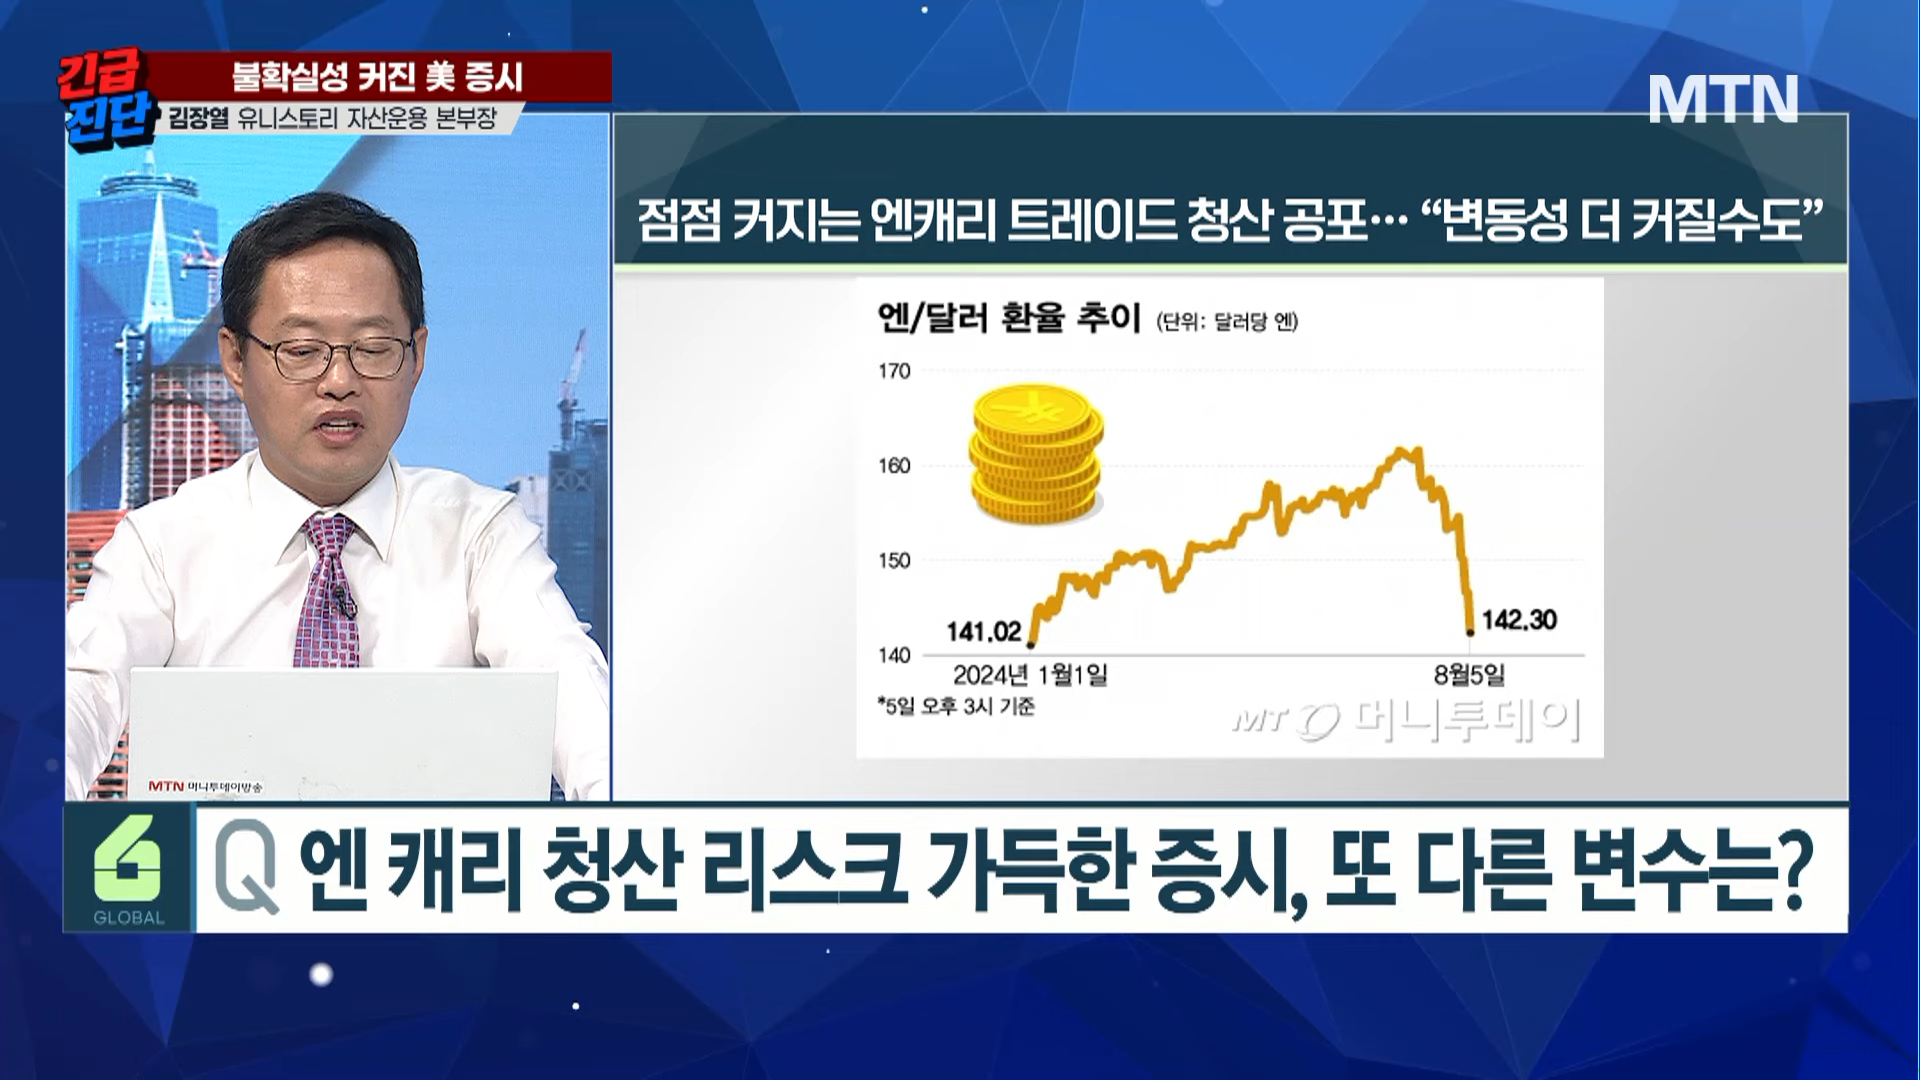 긴급
진단
불확실성 커진 美 증시
김장열 유니스토리 자산운용 본부장
MTN
점점 커지는 엔캐리 트레이드 청산 공포… “변동성 더 커질수도”
엔/달러 환율 추이 (단위: 달러당 엔)
170
160
150
140
141.02
142.30
2024년 1월1일
8월5일
*5일 오후 3시 기준
MT 머니투데이
MTN 머니투데이방송
6
GLOBAL
Q 엔 캐리 청산 리스크 가득한 증시, 또 다른 변수는?